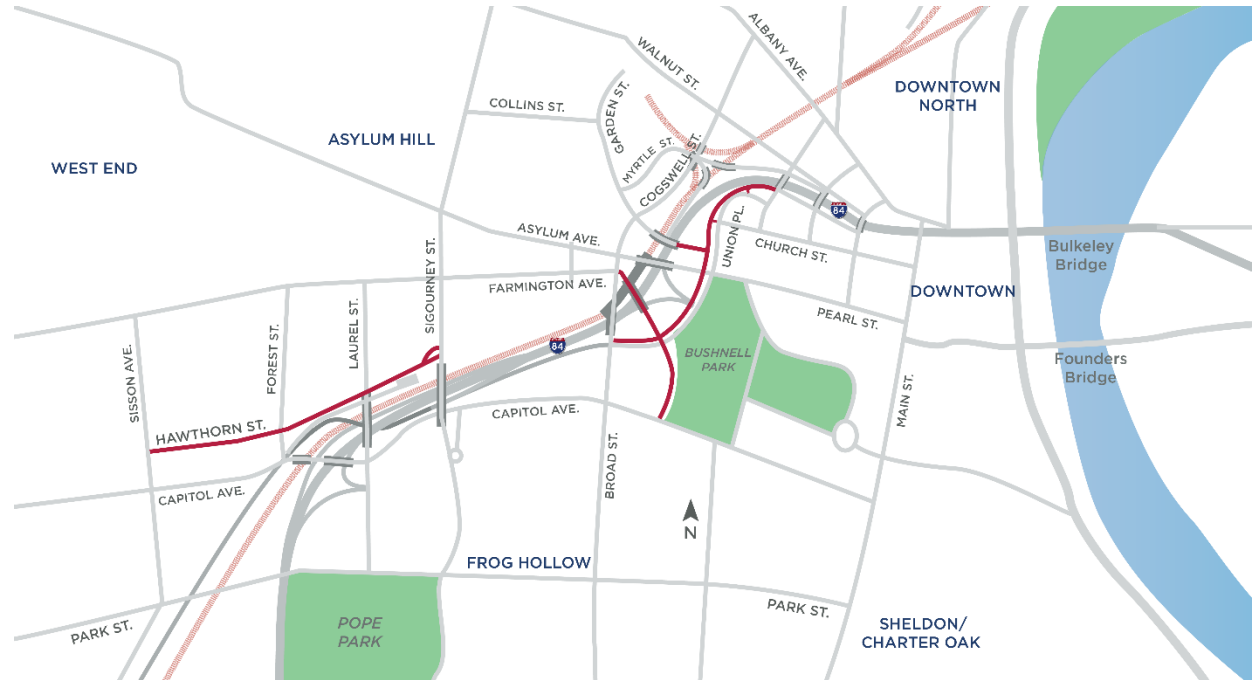 ALBANY AVE.
WALNUT ST.
DOWNTOWN
NORTH
COLLINS ST.
GARDEN ST.
ASYLUM HILL
WEST END
MYRTLE ST.
COGSWELL ST.
84
UNION PL.
ASYLUM AVE.
CHURCH ST.
Bulkeley
Bridge
SIGOURNEY ST.
FARMINGTON AVE.
DOWNTOWN
PEARL ST.
FOREST ST.
LAUREL ST.
84
BUSHNELL
PARK
Founders
Bridge
SISSON AVE.
MAIN ST.
HAWTHORN ST.
CAPITOL AVE.
BROAD ST.
CAPITOL AVE.
N
FROG HOLLOW
PARK ST.
POPE
PARK
PARK ST.
SHELDON/
CHARTER OAK